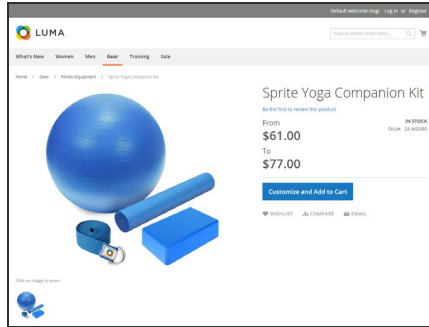 Default welcome msg! Log In or Register
LUMA
Search entire store here...
What's New Women Men Gear Training Sale
Home > Gear > Fitness Equipment > Sprite Yoga Companion Kit
Sprite Yoga Companion Kit
Be the first to review this product
From
$61.00
IN STOCK
SKU#: 24-WG080
To
$77.00
Customize and Add to Cart
WISHLIST COMPARE EMAIL
Click on image to zoom